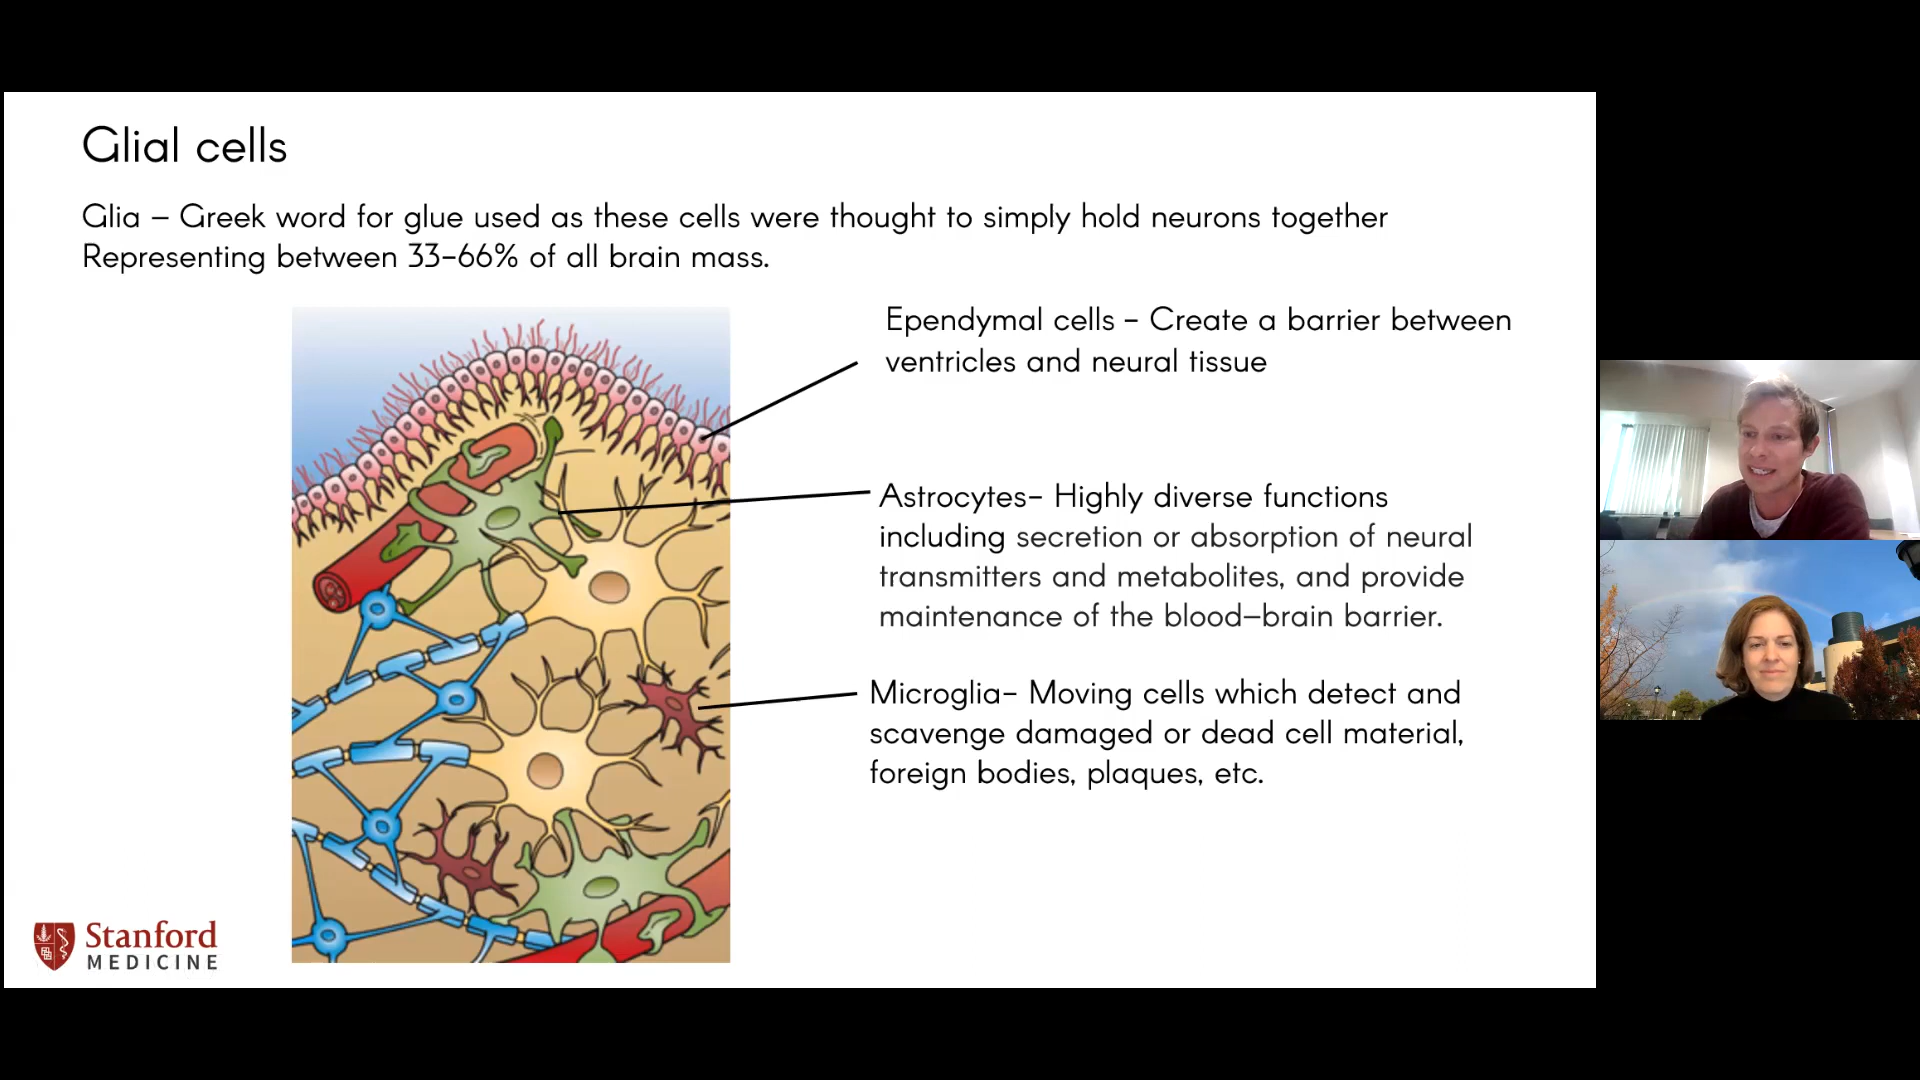 Glial cells
Glia – Greek word for glue used as these cells were thought to simply hold neurons together
Representing between 33-66% of all brain mass.
Ependymal cells - Create a barrier between
ventricles and neural tissue
Astrocytes- Highly diverse functions
including secretion or absorption of neural
transmitters and metabolites, and provide
maintenance of the blood–brain barrier.
Microglia- Moving cells which detect and
scavenge damaged or dead cell material,
foreign bodies, plaques, etc.
Stanford
MEDICINE